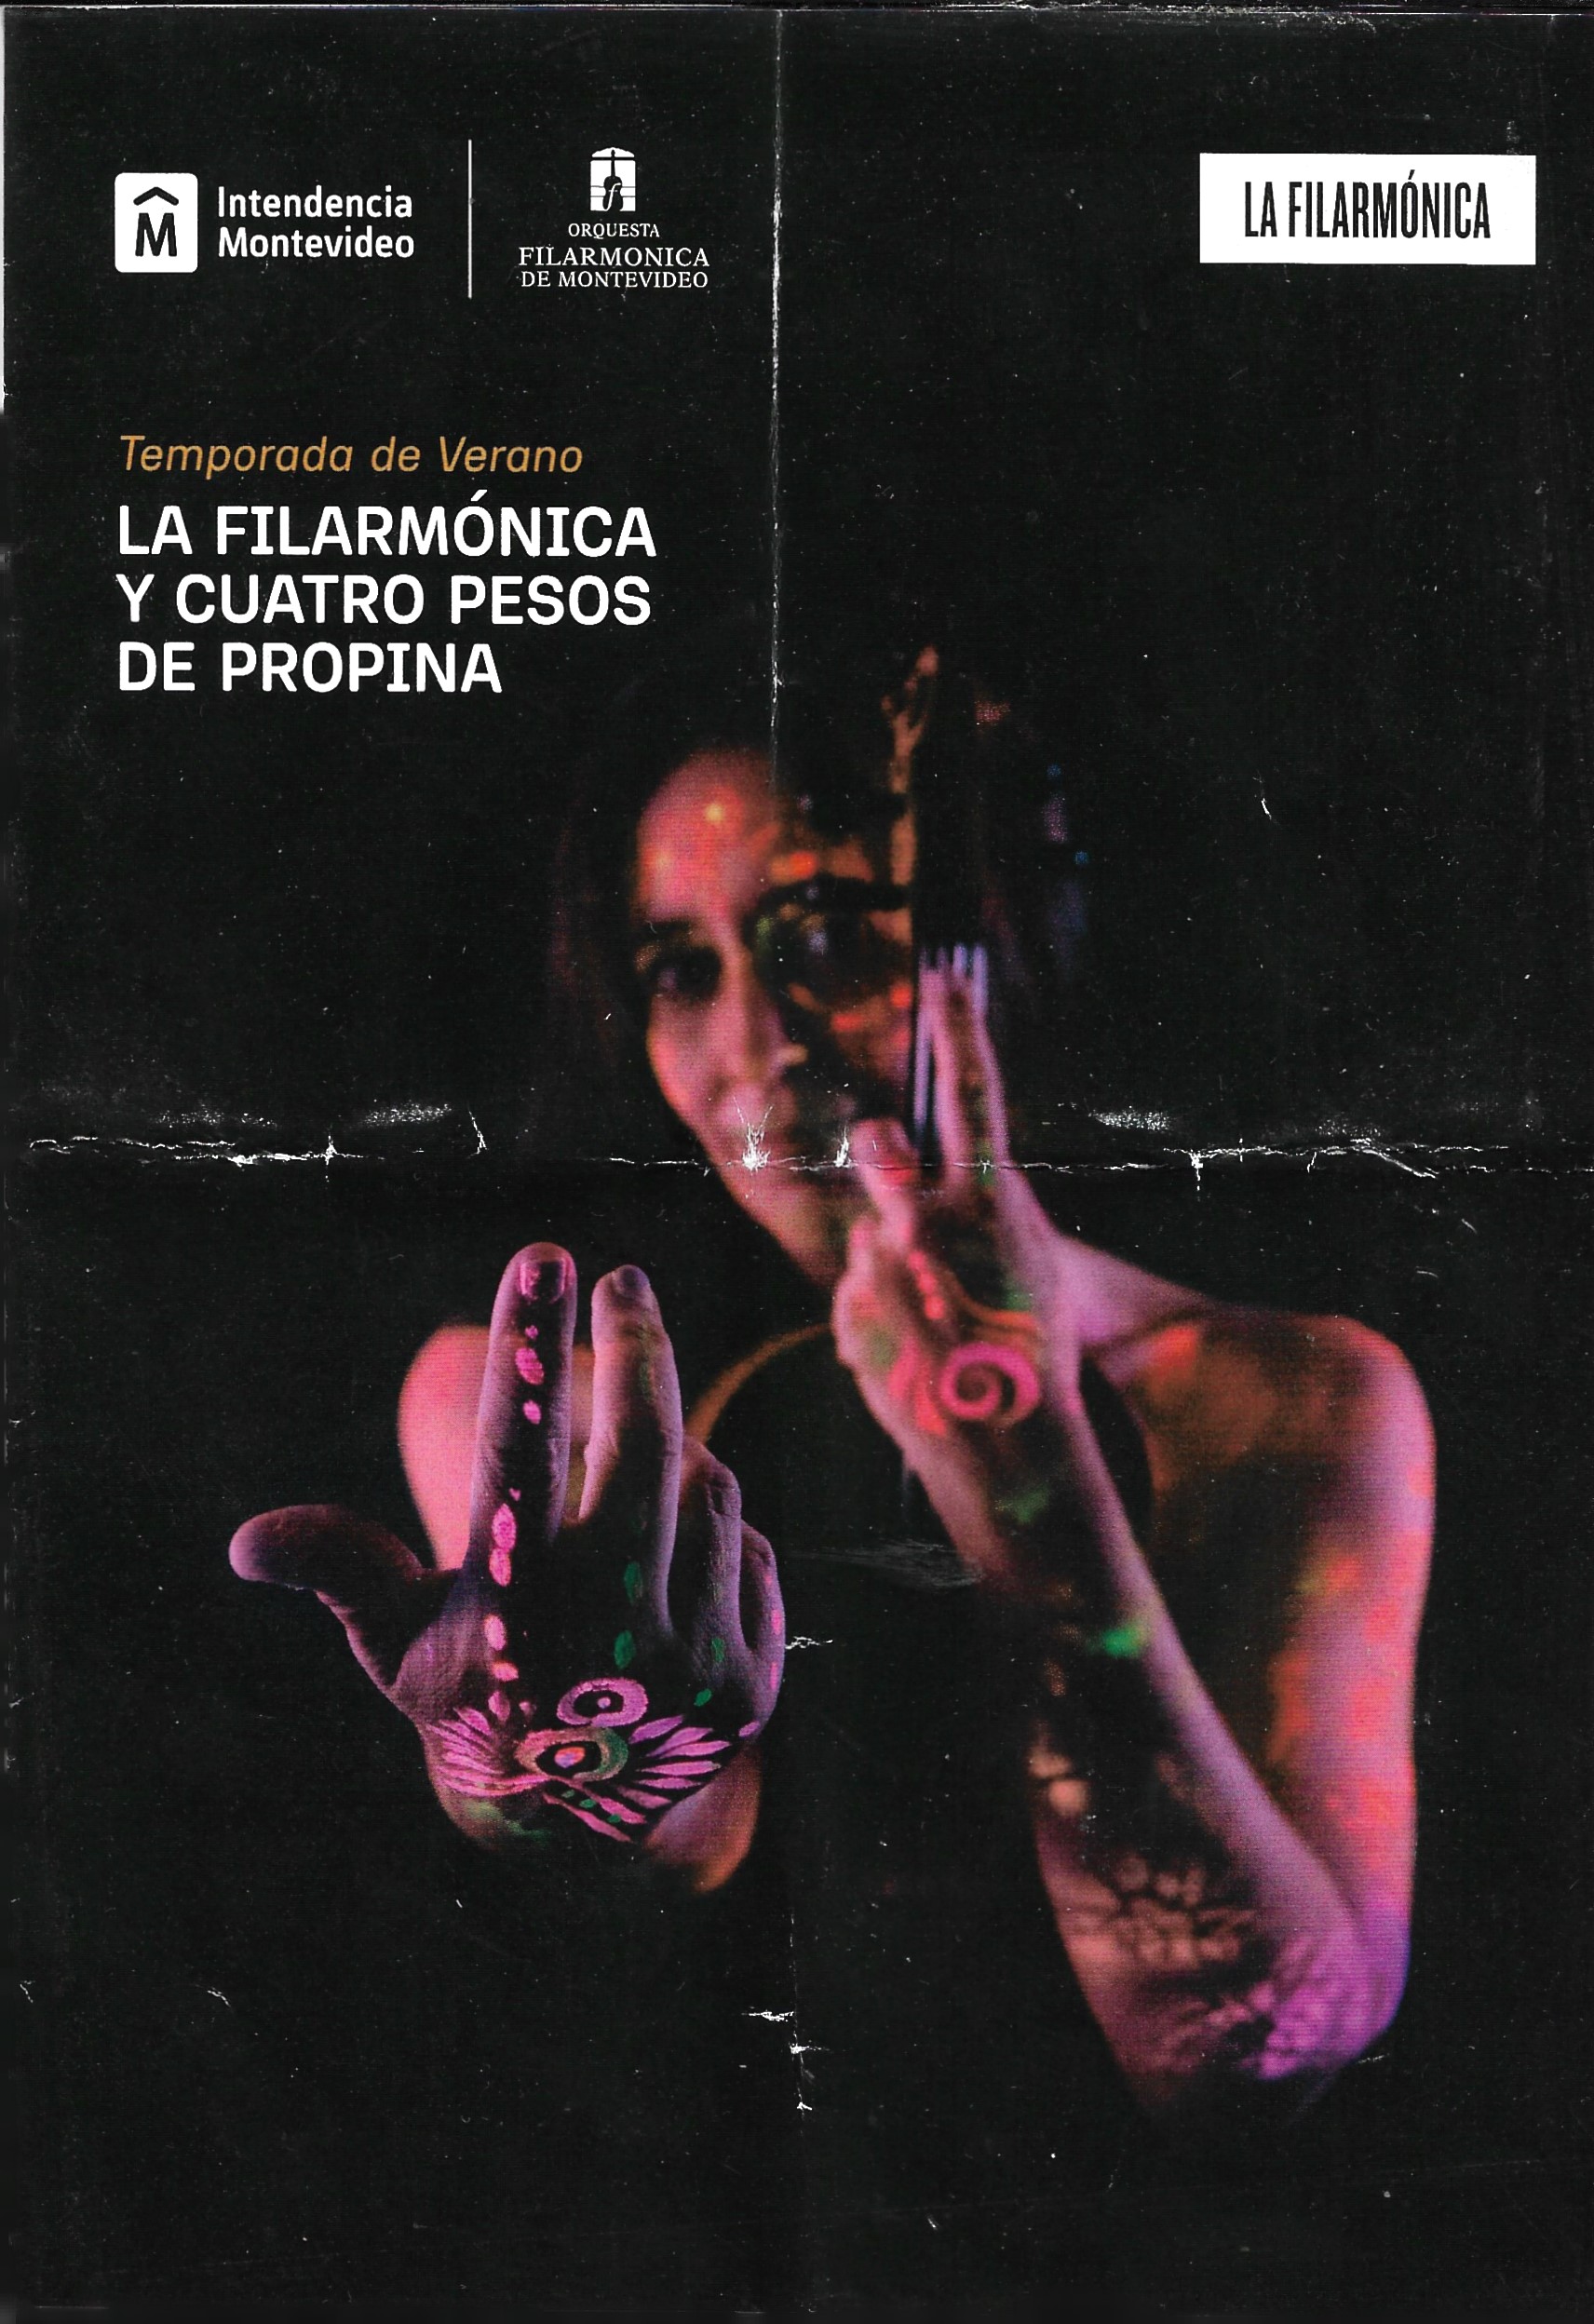 Intendencia
Montevideo
ORQUESTA
FILARMONICA
DE MONTEVIDEO
LA FILARMÓNICA
Temporada de Verano
LA FILARMÓNICA
Y CUATRO PESOS
DE PROPINA